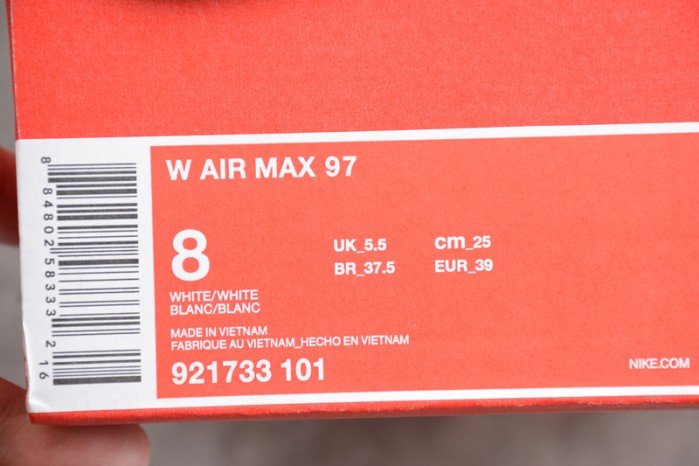 W AIR MAX 97
8
UK_5.5 cm_25
BR_37.5 EUR_39
WHITE/WHITE
BLANC/BLANC
MADE IN VIETNAM
FABRIQUE AU VIETNAM_HECHO EN VIETNAM
921733 101
NIKE.COM
8 84802 58333 2 16